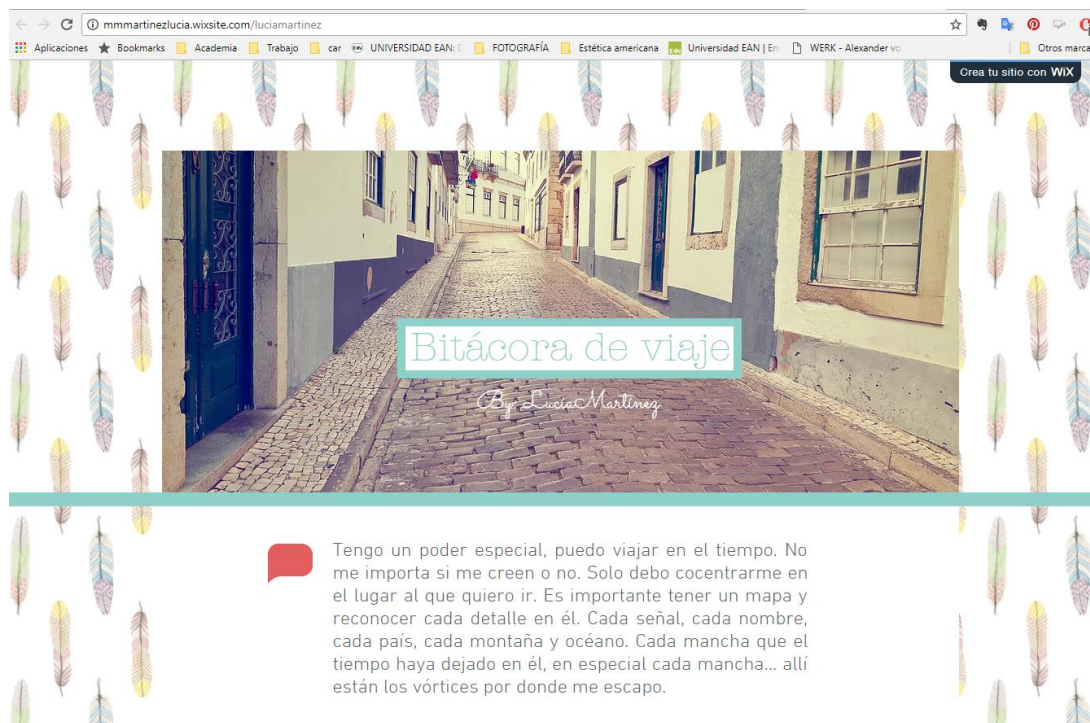 mmmartinezlucia.wixsite.com/luciamartinez
Aplicaciones Bookmarks Academia Trabajo car UNIVERSIDAD EAN: FOTOGRAFÍA Estética americana Universidad EAN | Em WERK - Alexander vo Otros marca
Crea tu sitio con WiX
Bitácora de viaje
By: LucíaMartínez
Tengo un poder especial, puedo viajar en el tiempo. No
me importa si me creen o no. Solo debo cocentrarme en
el lugar al que quiero ir. Es importante tener un mapa y
reconocer cada detalle en él. Cada señal, cada nombre,
cada país, cada montaña y océano. Cada mancha que el
tiempo haya dejado en él, en especial cada mancha... allí
están los vórtices por donde me escapo.